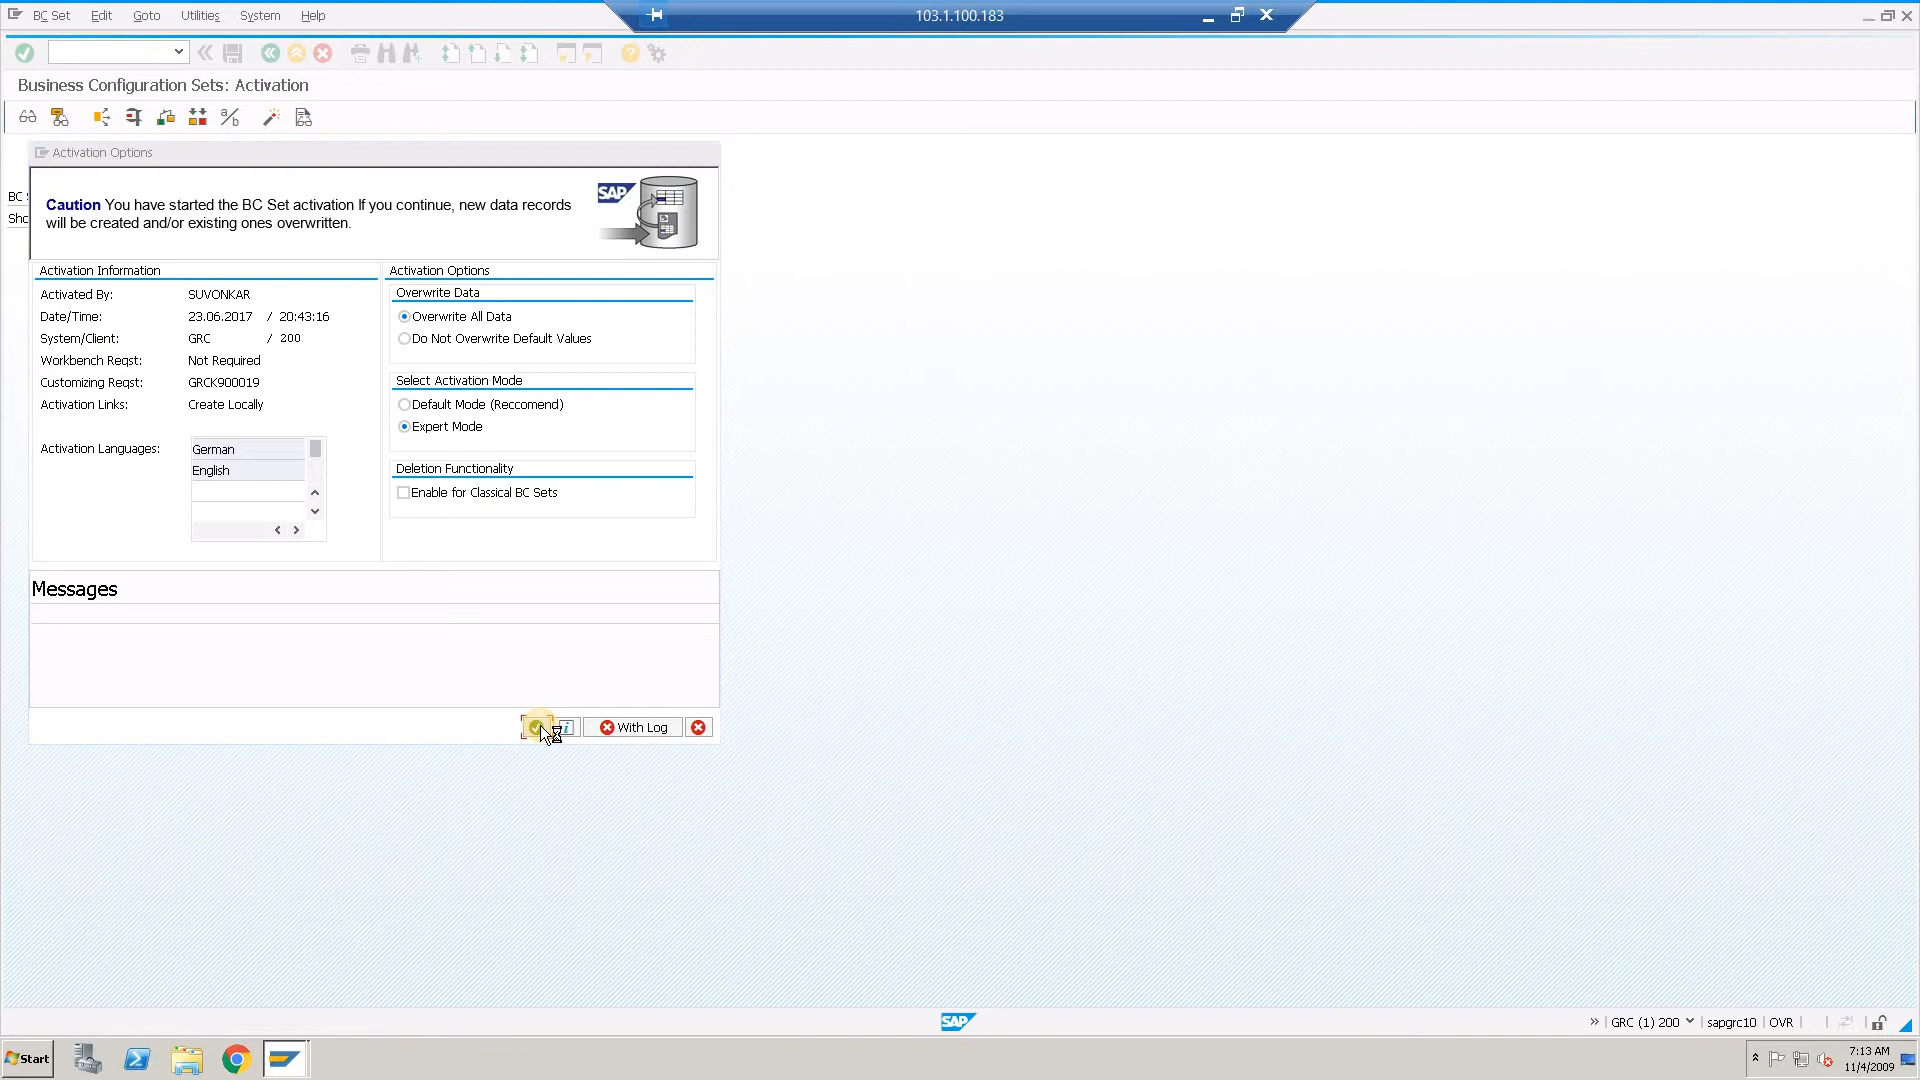 BC Set Edit Goto Utilities System Help
103.1.100.183
Business Configuration Sets: Activation
Activation Options
BC
Sho
Caution You have started the BC Set activation If you continue, new data records
will be created and/or existing ones overwritten.
SAP
Activation Information
Activated By: SUVONKAR
Date/Time: 23.06.2017 / 20:43:16
System/Client: GRC / 200
Workbench Reqst: Not Required
Customizing Reqst: GRCK900019
Activation Links: Create Locally
Activation Languages: German
English
Activation Options
Overwrite Data
Overwrite All Data
Do Not Overwrite Default Values
Select Activation Mode
Default Mode (Reccomend)
Expert Mode
Deletion Functionality
Enable for Classical BC Sets
Messages
With Log
SAP
GRC (1) 200 sapgrc10 OVR
Start
7:13 AM
11/4/2009